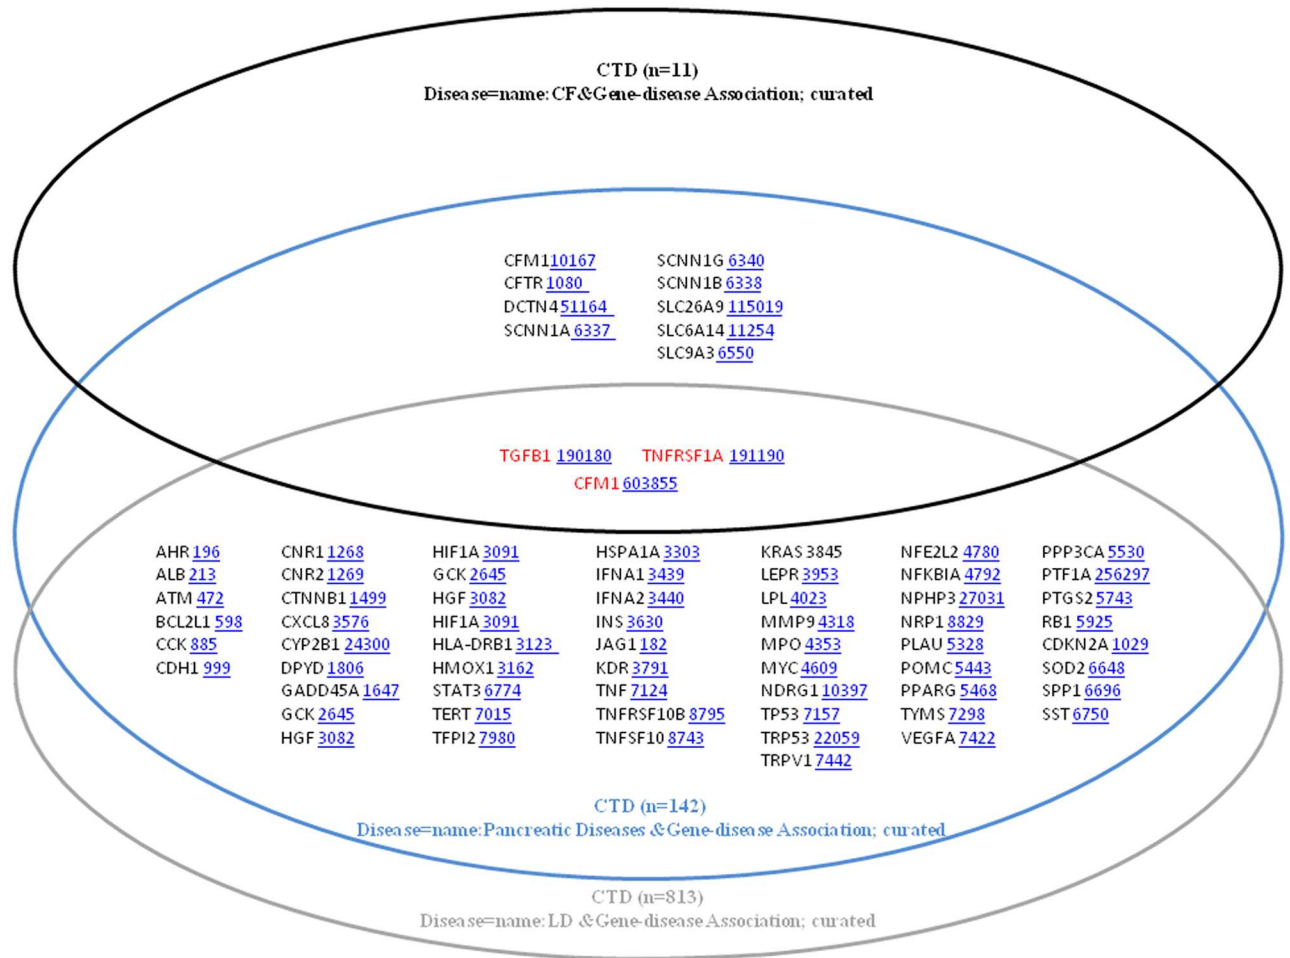 CTD (n=11)
Disease=name:CF&Gene-disease Association; curated
CFM110167 SCNN1G 6340
CFTR 1080 SCNN1B 6338
DCTN4 51164 SLC26A9 115019
SCNN1A 6337 SLC6A14 11254
SLC9A3 6550
TGFB1 190180 TNFRSF1A 191190
CFM1 603855
AHR 196 CNR1 1268 HIF1A 3091 HSPA1A 3303 KRAS 3845 NFE2L2 4780 PPP3CA 5530
ALB 213 CNR2 1269 GCK 2645 IFNA1 3439 LEPR 3953 NFKBIA 4792 PTF1A 256297
ATM 472 CTNNB1 1499 HGF 3082 IFNA2 3440 LPL 4023 NPHP3 27031 PTGS2 5743
BCL2L1 598 CXCL8 3576 HIF1A 3091 INS 3630 MMP9 4318 NRP1 8829 RB1 5925
CCK 885 CYP2B1 24300 HLA-DRB1 3123 JAG1 182 MPO 4353 PLAU 5328 CDKN2A 1029
CDH1 999 DPYD 1806 HMOX1 3162 KDR 3791 MYC 4609 POMC 5443 SOD2 6648
GADD45A 1647 STAT3 6774 TNF 7124 NDRG1 10397 PPARG 5468 SPP1 6696
GCK 2645 TERT 7015 TNFRSF10B 8795 TP53 7157 TYMS 7298 SST 6750
HGF 3082 TFPI2 7980 TNFSF10 8743 TRP53 22059 VEGFA 7422
TRPV1 7442
CTD (n=142)
Disease=name:Pancreatic Diseases &Gene-disease Association; curated
CTD (n=813)
Disease=name:LD &Gene-disease Association; curated